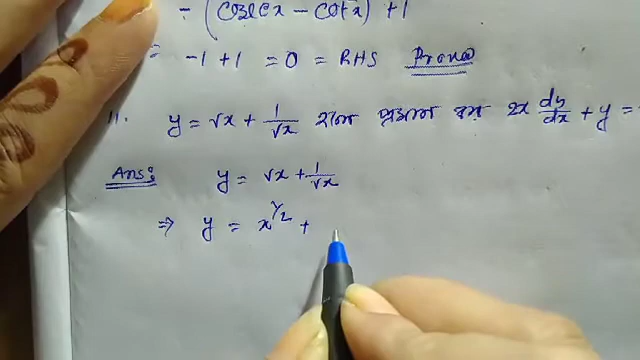 = - (Cosecx - Cotx) + 1
= -1 + 1 = 0 = RHS Proved
11. y = √x + 1/√x হলে প্রমাণ কৰা 2x dy/dx + y =
Ans: y = √x + 1/√x
⇒ y = x^1/2 +